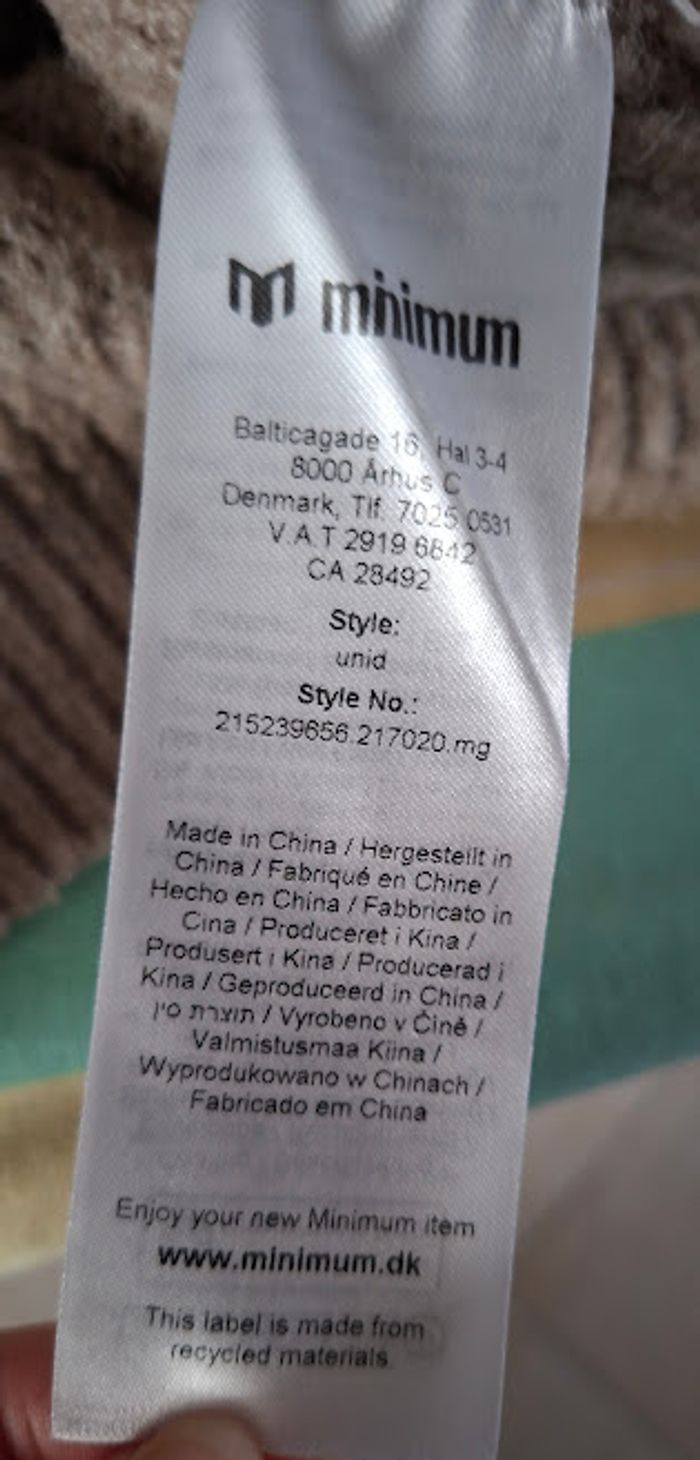 minimum
Balticagade 16, Hal 3-4
8000 Århus C
Denmark, Tlf. 7025 0531
V.A.T 2919 6842
CA 28492
Style:
unid
Style No.:
215239656.217020.mg
Made in China / Hergestellt in
China / Fabriqué en Chine /
Hecho en China / Fabbricato in
Cina / Produceret i Kina /
Produsert i Kina / Producerad i
Kina / Geproduceerd in China /
תוצרת סין / Vyrobeno v Čině /
Valmistusmaa Kiina /
Wyprodukowano w Chinach /
Fabricado em China
Enjoy your new Minimum item
www.minimum.dk
This label is made from
recycled materials